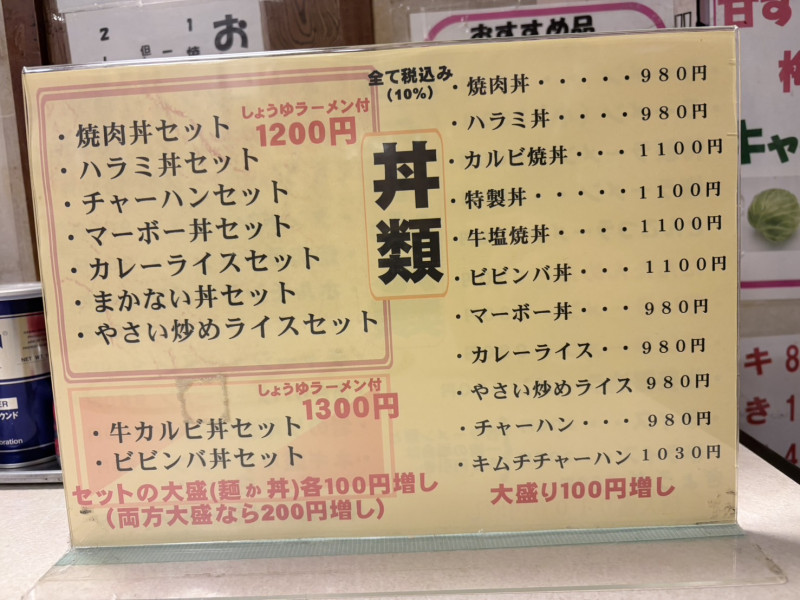 おすすめ品
全て税込み
(10%)
丼類
しょうゆラーメン付
1200円
・焼肉丼セット
・ハラミ丼セット
・チャーハンセット
・マーボー丼セット
・カレーライスセット
・まかない丼セット
・やさい炒めライスセット
しょうゆラーメン付
1300円
・牛カルビ丼セット
・ビビンバ丼セット
セットの大盛(麺か丼)各100円増し
(両方大盛なら200円増し)
・焼肉丼・・・・・980円
・ハラミ丼・・・・980円
・カルビ焼丼・・・1100円
・特製丼・・・・・1100円
・牛塩焼丼・・・・1100円
・ビビンバ丼・・・1100円
・マーボー丼・・・980円
・カレーライス・・980円
・やさい炒めライス 980円
・チャーハン・・・980円
・キムチチャーハン 1030円
大盛り100円増し